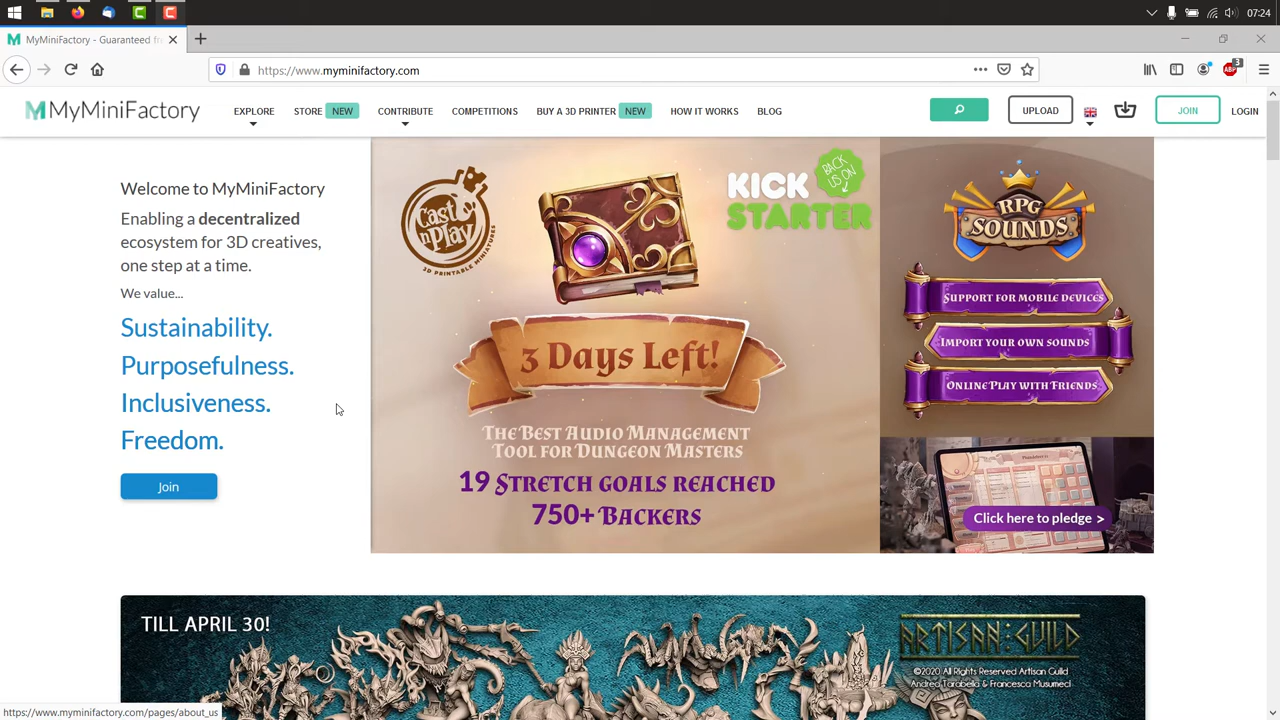 07:24
MyMiniFactory - Guaranteed fr
https://www.myminifactory.com
ABP
3
MyMiniFactory
EXPLORE
STORE NEW
CONTRIBUTE
COMPETITIONS
BUY A 3D PRINTER NEW
HOW IT WORKS
BLOG
UPLOAD
JOIN
LOGIN
Welcome to MyMiniFactory
Enabling a decentralized
ecosystem for 3D creatives,
one step at a time.
We value...
Sustainability.
Purposefulness.
Inclusiveness.
Freedom.
Join
Cast
n Play
3D PRINTABLE MINIATURES
KICK
STARTER
BACK
US ON
3 Days Left!
The Best Audio Management
Tool for Dungeon Masters
19 Stretch goals reached
750+ Backers
RPG
SOUNDS
Support for mobile devices
Import your own sounds
Online Play with Friends
Click here to pledge >
TILL APRIL 30!
ARTISAN GUILD
©2020 All Rights Reserved Artisan Guild
Andrea Tarabella & Francesca Musumeci
https://www.myminifactory.com/pages/about_us